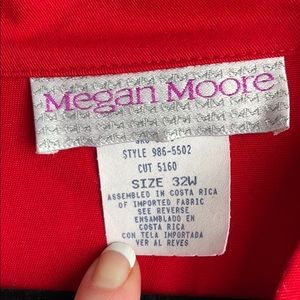 Megan Moore
STYLE 986-5502
CUT 5160
SIZE 32W
ASSEMBLED IN COSTA RICA
OF IMPORTED FABRIC
SEE REVERSE
ENSAMBLADO EN
COSTA RICA
CON TELA IMPORTADA
VER AL REVES